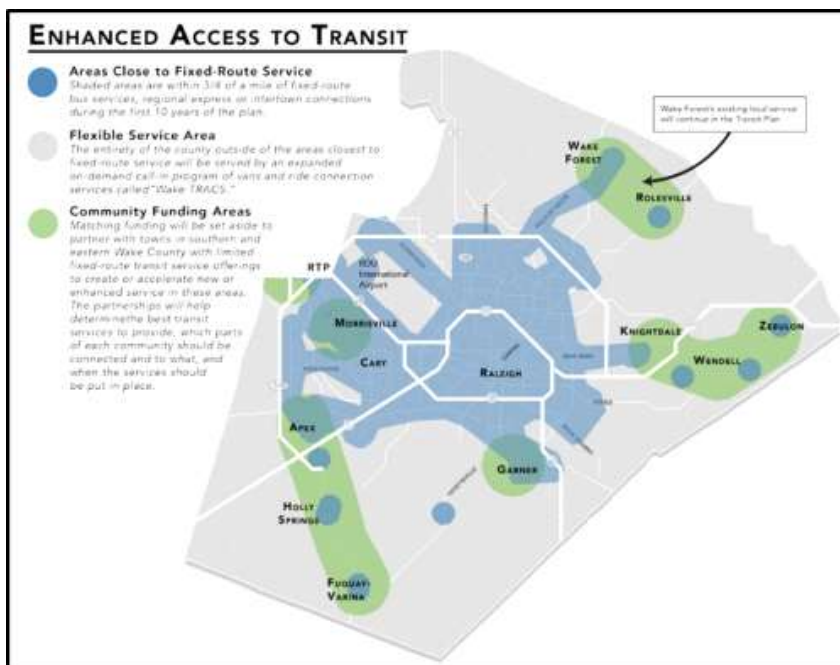 ENHANCED ACCESS TO TRANSIT
Areas Close to Fixed-Route Service
Shaded areas are within 3/4 of a mile of fixed-route
bus services, regional express or intertown connections
during the first 10 years of the plan.
Flexible Service Area
The entirety of the county outside of the areas closest to
fixed-route service will be served by an expanded
on-demand call-in program of vans and ride connection
services called "Wake TRACS."
Community Funding Areas
Matching funding will be set aside to
partner with towns in southern and
eastern Wake County with limited
fixed-route transit service offerings
to create or accelerate new or
enhanced service in these areas.
The partnerships will help
determinethe best transit
services to provide, which parts
of each community should be
connected and to what, and
when the services should
be put in place.
Wake Forest's existing local service
will continue in the Transit Plan
WAKE
FOREST
ROLESVILLE
RTP
RDU
International
Airport
MORRISVILLE
CARY
RALEIGH
KNIGHTDALE
ZEBULON
WENDELL
APEX
GARNER
HOLLY
SPRINGS
FUQUAY-
VARINA